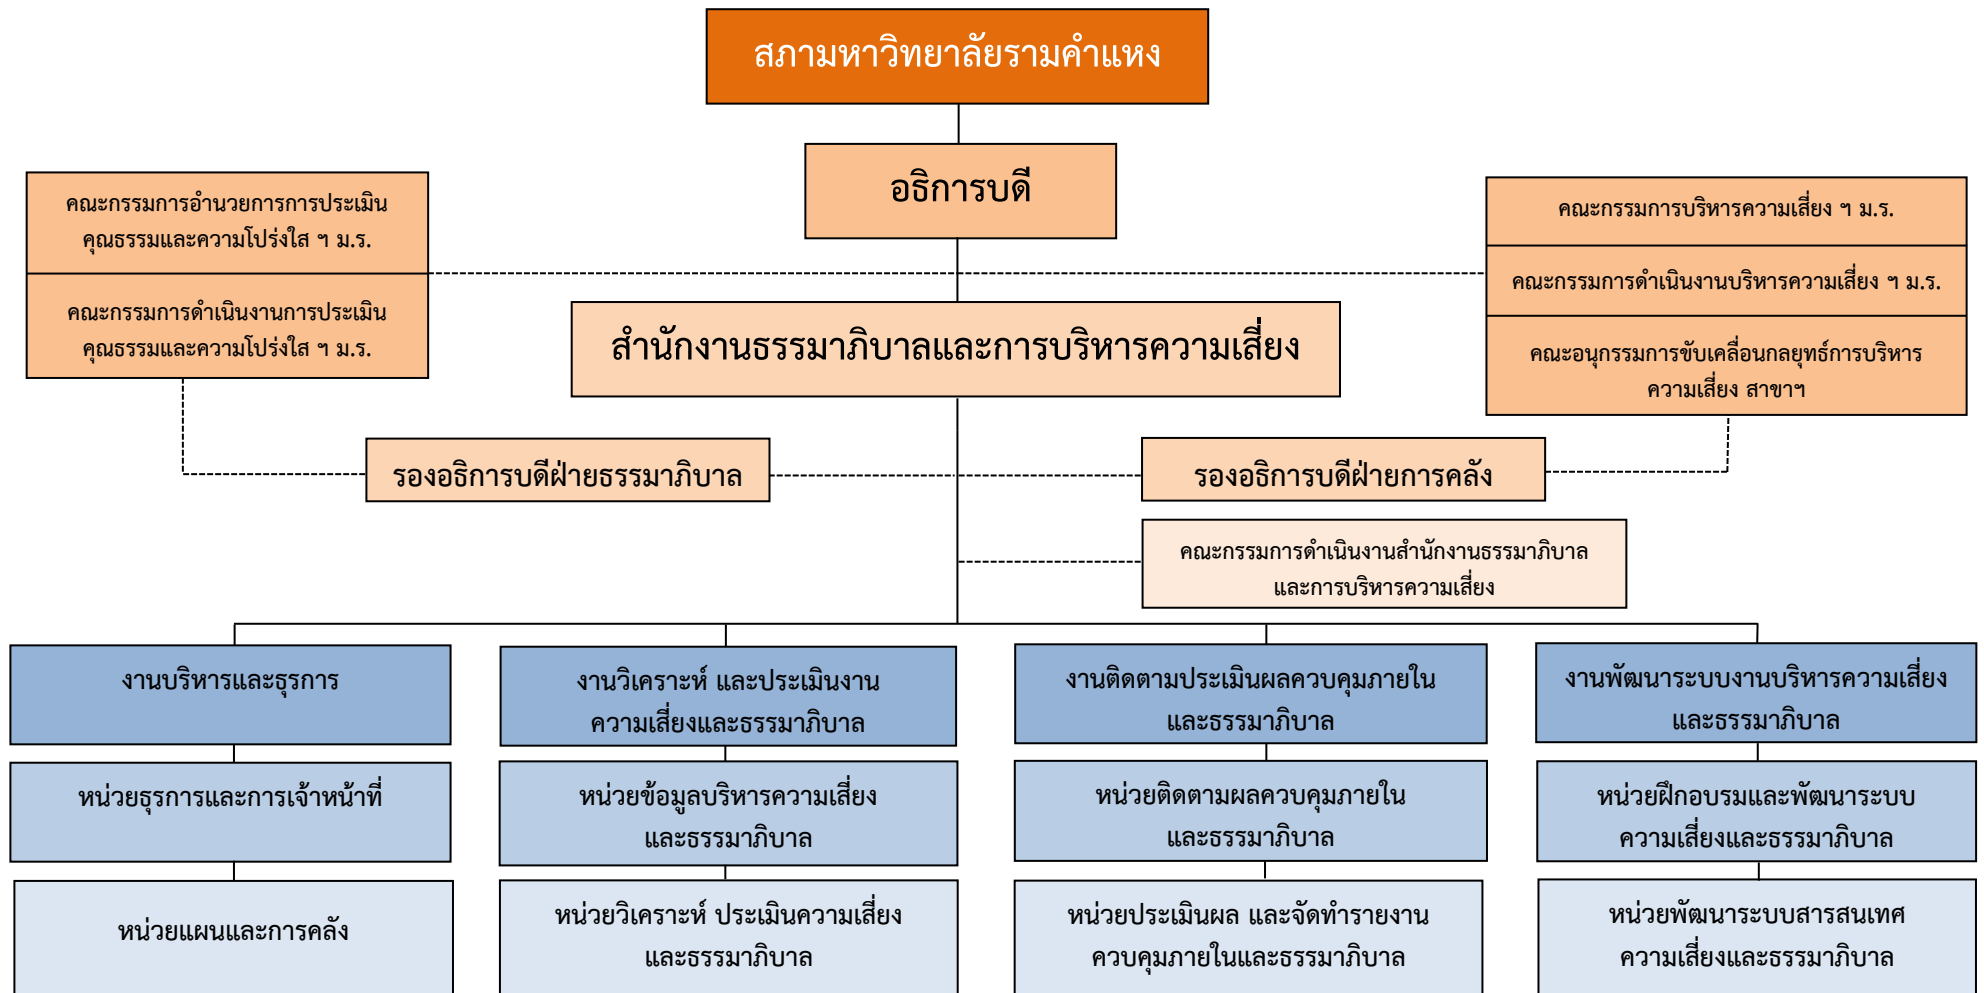 สภามหาวิทยาลัยรามคำแหง
อธิการบดี
คณะกรรมการอำนวยการการประเมิน
คุณธรรมและความโปร่งใส ฯ ม.ร.
คณะกรรมการดำเนินงานการประเมิน
คุณธรรมและความโปร่งใส ฯ ม.ร.
คณะกรรมการบริหารความเสี่ยง ฯ ม.ร.
คณะกรรมการดำเนินงานบริหารความเสี่ยง ฯ ม.ร.
คณะอนุกรรมการขับเคลื่อนกลยุทธ์การบริหาร
ความเสี่ยง สาขาฯ
สำนักงานธรรมาภิบาลและการบริหารความเสี่ยง
รองอธิการบดีฝ่ายธรรมาภิบาล
รองอธิการบดีฝ่ายการคลัง
คณะกรรมการดำเนินงานสำนักงานธรรมาภิบาล
และการบริหารความเสี่ยง
งานบริหารและธุรการ
หน่วยธุรการและการเจ้าหน้าที่
หน่วยแผนและการคลัง
งานวิเคราะห์ และประเมินงาน
ความเสี่ยงและธรรมาภิบาล
หน่วยข้อมูลบริหารความเสี่ยง
และธรรมาภิบาล
หน่วยวิเคราะห์ ประเมินความเสี่ยง
และธรรมาภิบาล
งานติดตามประเมินผลควบคุมภายใน
และธรรมาภิบาล
หน่วยติดตามผลควบคุมภายใน
และธรรมาภิบาล
หน่วยประเมินผล และจัดทำรายงาน
ควบคุมภายในและธรรมาภิบาล
งานพัฒนาระบบงานบริหารความเสี่ยง
และธรรมาภิบาล
หน่วยฝึกอบรมและพัฒนาระบบ
ความเสี่ยงและธรรมาภิบาล
หน่วยพัฒนาระบบสารสนเทศ
ความเสี่ยงและธรรมาภิบาล